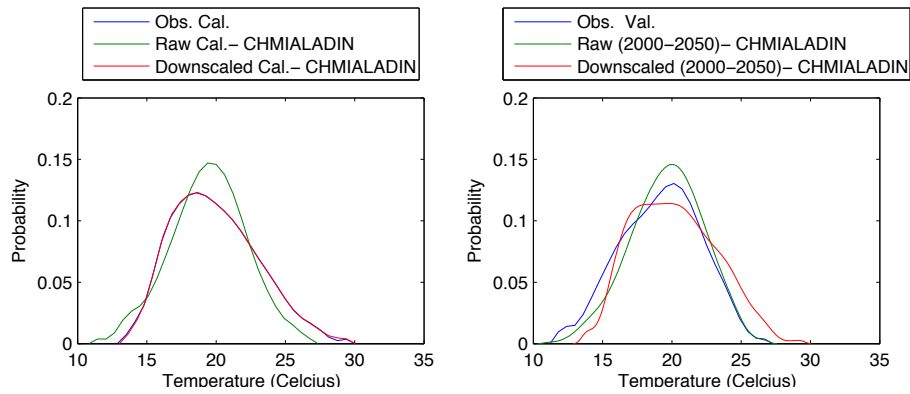 Obs. Cal.
Raw Cal.− CHMIALADIN
Downscaled Cal.− CHMIALADIN
0.2
0.15
0.1
0.05
0
Probability
10 15 20 25 30 35
Temperature (Celcius)
Obs. Val.
Raw (2000−2050)− CHMIALADIN
Downscaled (2000−2050)− CHMIALADIN
0.2
0.15
0.1
0.05
0
Probability
10 15 20 25 30 35
Temperature (Celcius)